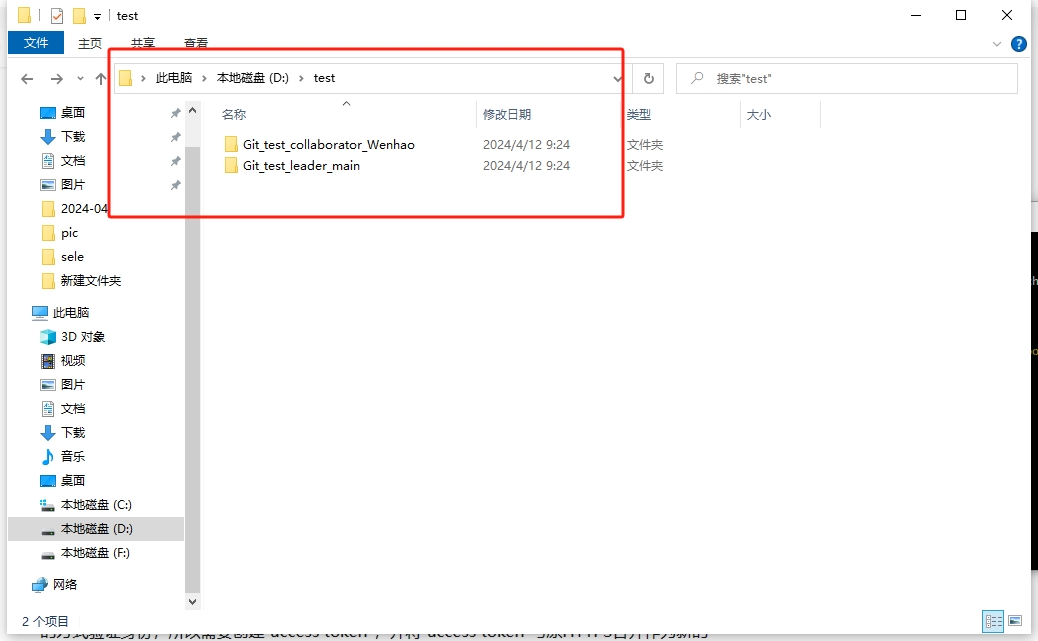 test
文件 主页 共享 查看
此电脑 本地磁盘 (D:) test 搜索"test"
名称 修改日期 类型 大小
Git_test_collaborator_Wenhao 2024/4/12 9:24 文件夹
Git_test_leader_main 2024/4/12 9:24 文件夹
桌面
下载
文档
图片
2024-04
pic
sele
新建文件夹
此电脑
3D 对象
视频
图片
文档
下载
音乐
桌面
本地磁盘 (C:)
本地磁盘 (D:)
本地磁盘 (F:)
网络
2 个项目